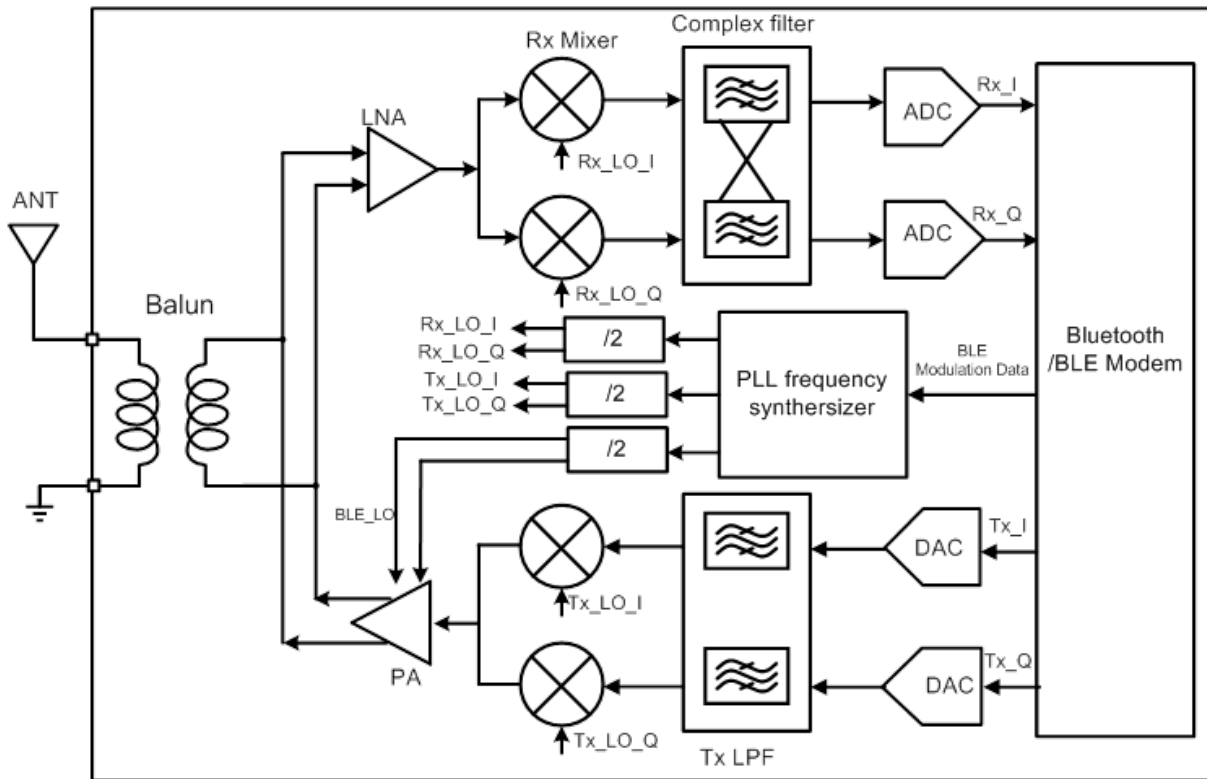 Complex filter
Rx Mixer
LNA
ADC
Rx_I
Rx_LO_I
ANT
ADC
Rx_Q
Rx_LO_Q
Balun
Rx_LO_I
Rx_LO_Q
/2
Tx_LO_I
Tx_LO_Q
/2
/2
PLL frequency
synthersizer
BLE
Modulation Data
Bluetooth
/BLE Modem
BLE_LO
DAC
Tx_I
Tx_LO_I
PA
DAC
Tx_Q
Tx_LO_Q
Tx LPF